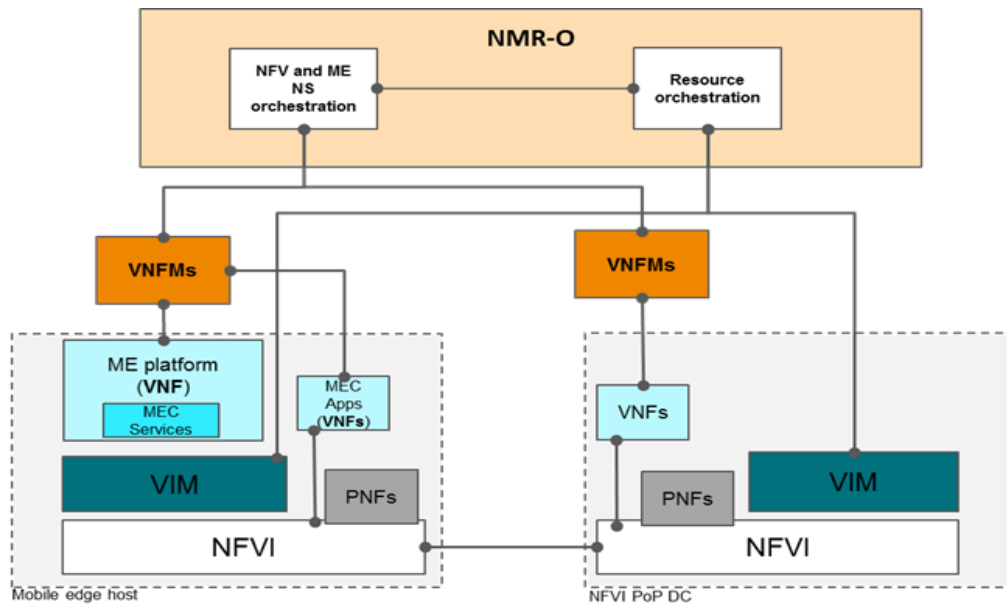 NMR-O
NFV and ME
NS
orchestration
Resource
orchestration
VNFMs
VNFMs
ME platform
(VNF)
MEC
Services
MEC
Apps
(VNFs)
VNFs
VIM
PNFs
NFVI
PNFs
VIM
NFVI
Mobile edge host
NFVI PoP DC